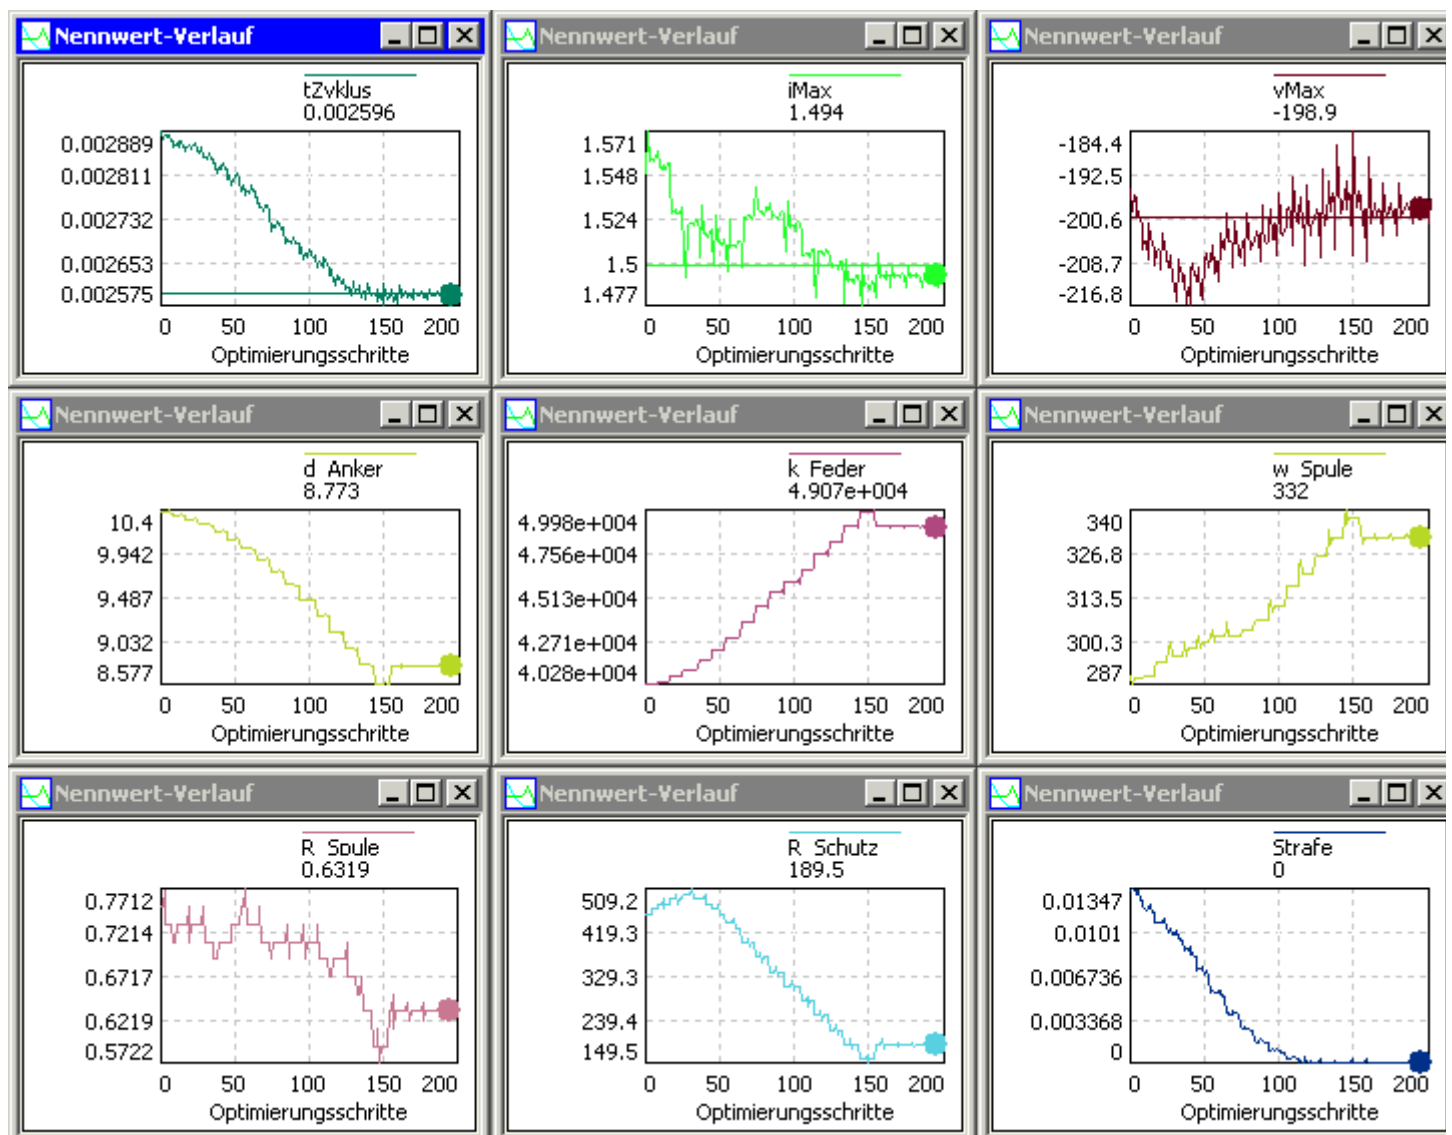 Nennwert-Verlauf
tZyklus
0.002596
0.002889
0.002811
0.002732
0.002653
0.002575
0 50 100 150 200
Optimierungsschritte
Nennwert-Verlauf
iMax
1.494
1.571
1.548
1.524
1.5
1.477
0 50 100 150 200
Optimierungsschritte
Nennwert-Verlauf
vMax
-198.9
-184.4
-192.5
-200.6
-208.7
-216.8
0 50 100 150 200
Optimierungsschritte
Nennwert-Verlauf
d_Anker
8.773
10.4
9.942
9.487
9.032
8.577
0 50 100 150 200
Optimierungsschritte
Nennwert-Verlauf
k_Feder
4.907e+004
4.998e+004
4.756e+004
4.513e+004
4.271e+004
4.028e+004
0 50 100 150 200
Optimierungsschritte
Nennwert-Verlauf
w_Spule
332
340
326.8
313.5
300.3
287
0 50 100 150 200
Optimierungsschritte
Nennwert-Verlauf
R_Spule
0.6319
0.7712
0.7214
0.6717
0.6219
0.5722
0 50 100 150 200
Optimierungsschritte
Nennwert-Verlauf
R_Schutz
189.5
509.2
419.3
329.3
239.4
149.5
0 50 100 150 200
Optimierungsschritte
Nennwert-Verlauf
Strafe
0
0.01347
0.0101
0.006736
0.003368
0
0 50 100 150 200
Optimierungsschritte